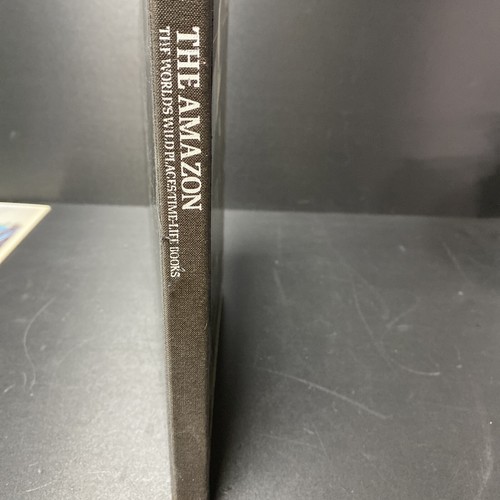 THE AMAZON
THE WORLD'S WILD PLACES/TIME-LIFE BOOKS